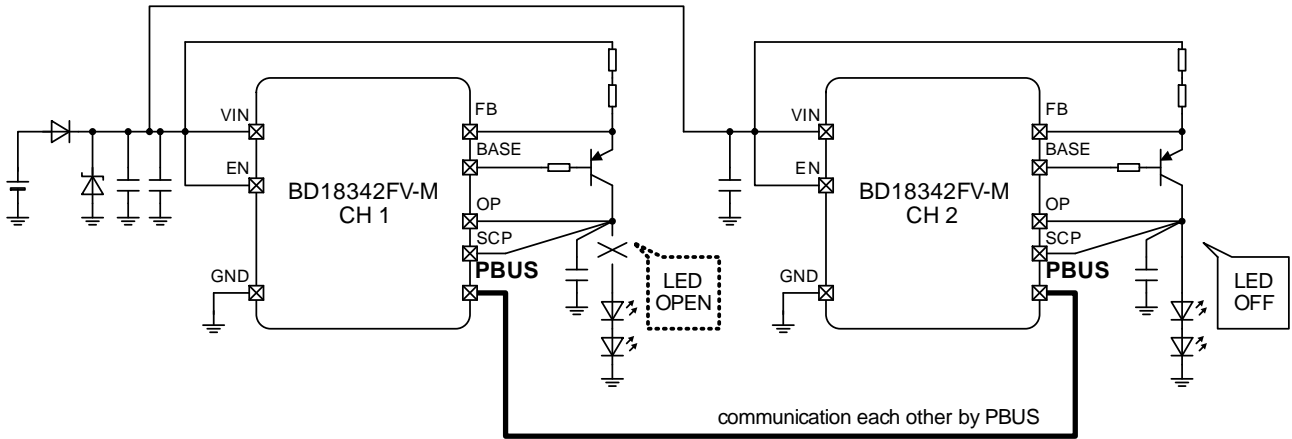 VIN
EN
GND
BD18342FV-M
CH 1
FB
BASE
OP
SCP
PBUS
LED
OPEN
VIN
EN
GND
BD18342FV-M
CH 2
FB
BASE
OP
SCP
PBUS
LED
OFF
communication each other by PBUS